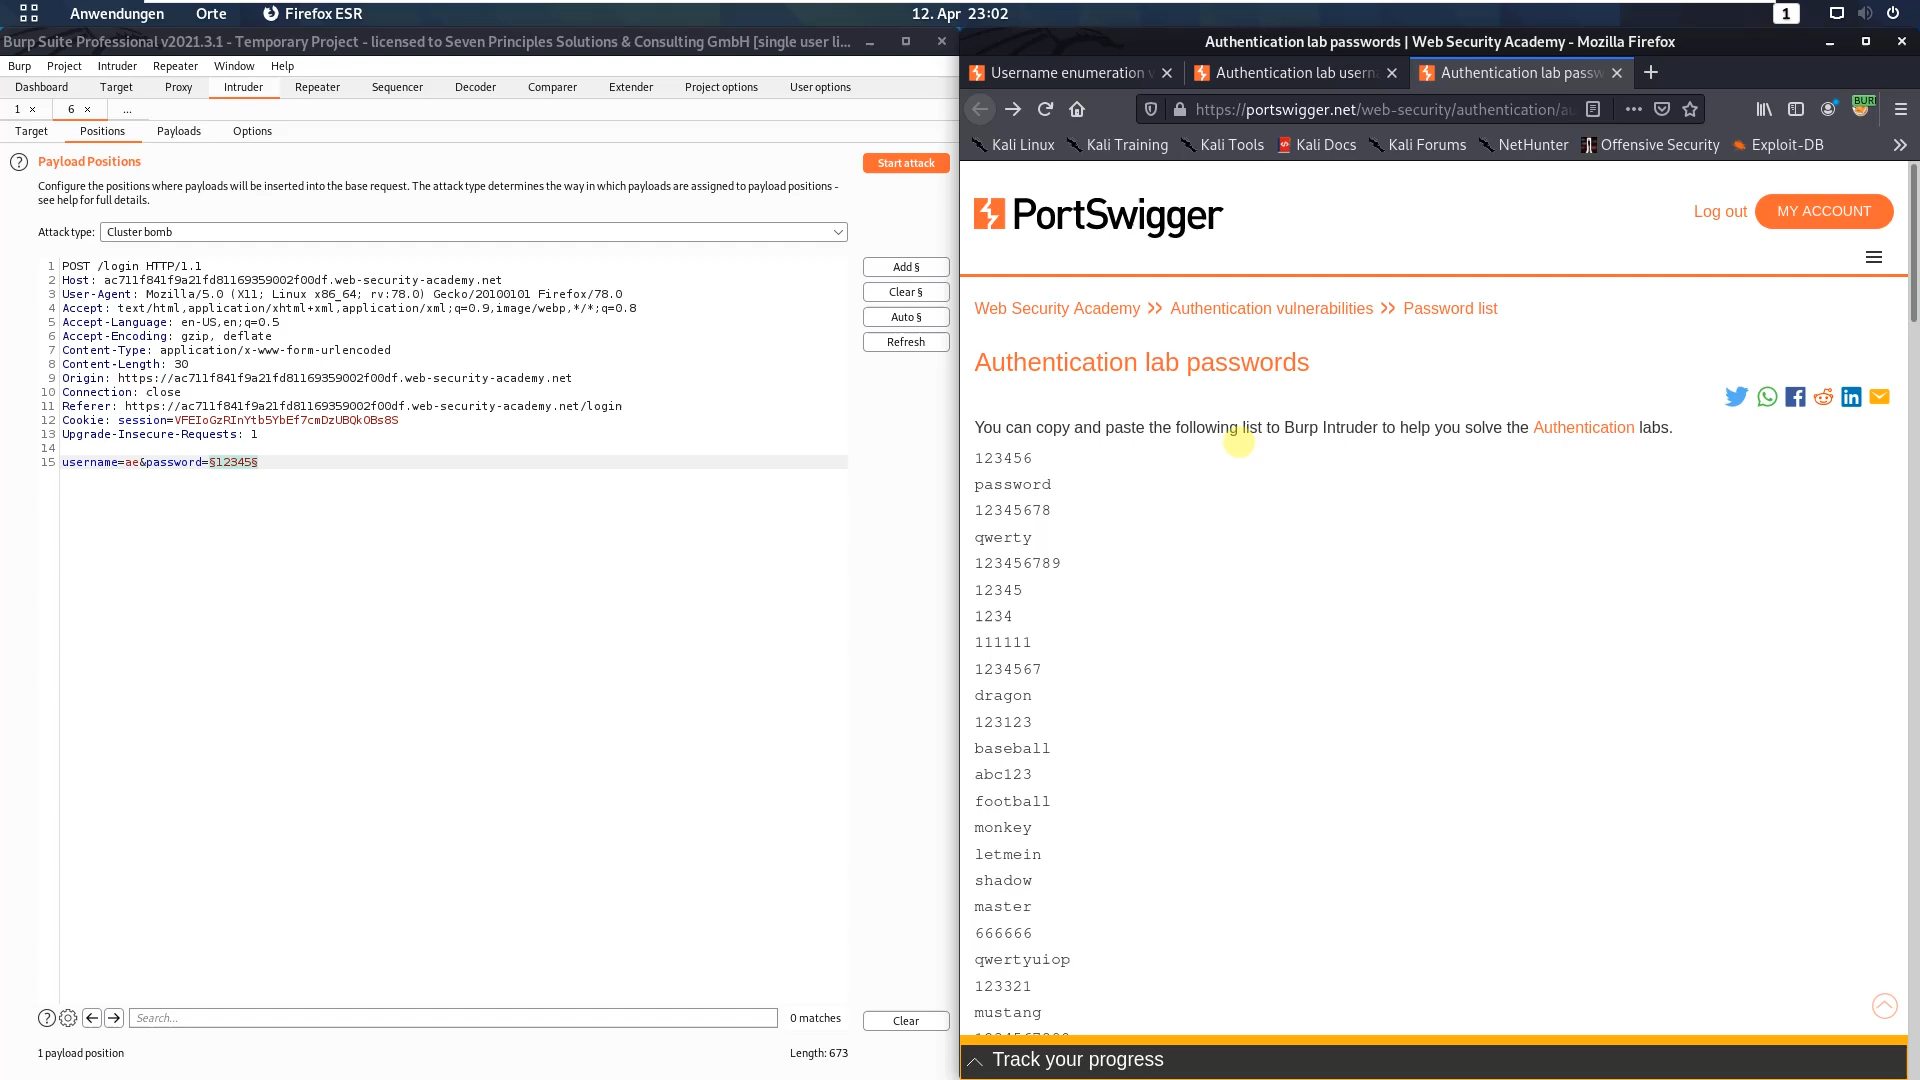 Anwendungen Orte Firefox ESR 12. Apr 23:02 1
Burp Suite Professional v2021.3.1 - Temporary Project - licensed to Seven Principles Solutions & Consulting GmbH [single user li...
Burp Project Intruder Repeater Window Help
Dashboard Target Proxy Intruder Repeater Sequencer Decoder Comparer Extender Project options User options
1 × 6 × ...
Target Positions Payloads Options
Payload Positions
Start attack
Configure the positions where payloads will be inserted into the base request. The attack type determines the way in which payloads are assigned to payload positions -
see help for full details.
Attack type: Cluster bomb
1 POST /login HTTP/1.1
2 Host: ac711f841f9a21fd81169359002f00df.web-security-academy.net
3 User-Agent: Mozilla/5.0 (X11; Linux x86_64; rv:78.0) Gecko/20100101 Firefox/78.0
4 Accept: text/html,application/xhtml+xml,application/xml;q=0.9,image/webp,*/*;q=0.8
5 Accept-Language: en-US,en;q=0.5
6 Accept-Encoding: gzip, deflate
7 Content-Type: application/x-www-form-urlencoded
8 Content-Length: 30
9 Origin: https://ac711f841f9a21fd81169359002f00df.web-security-academy.net
10 Connection: close
11 Referer: https://ac711f841f9a21fd81169359002f00df.web-security-academy.net/login
12 Cookie: session=VFEIoGzRInYtb5YbEf7cmDzUBQkOBs8S
13 Upgrade-Insecure-Requests: 1
14
15 username=ae&password=§12345§
Add §
Clear §
Auto §
Refresh
? Search... 0 matches Clear
1 payload position Length: 673
Authentication lab passwords | Web Security Academy - Mozilla Firefox
Username enumeration v Authentication lab usern Authentication lab passw
https://portswigger.net/web-security/authentication/au
BUR
Kali Linux Kali Training Kali Tools Kali Docs Kali Forums NetHunter Offensive Security Exploit-DB
PortSwigger
Log out MY ACCOUNT
Web Security Academy >> Authentication vulnerabilities >> Password list
Authentication lab passwords
You can copy and paste the following list to Burp Intruder to help you solve the Authentication labs.
123456
password
12345678
qwerty
123456789
12345
1234
111111
1234567
dragon
123123
baseball
abc123
football
monkey
letmein
shadow
master
666666
qwertyuiop
123321
mustang
Track your progress